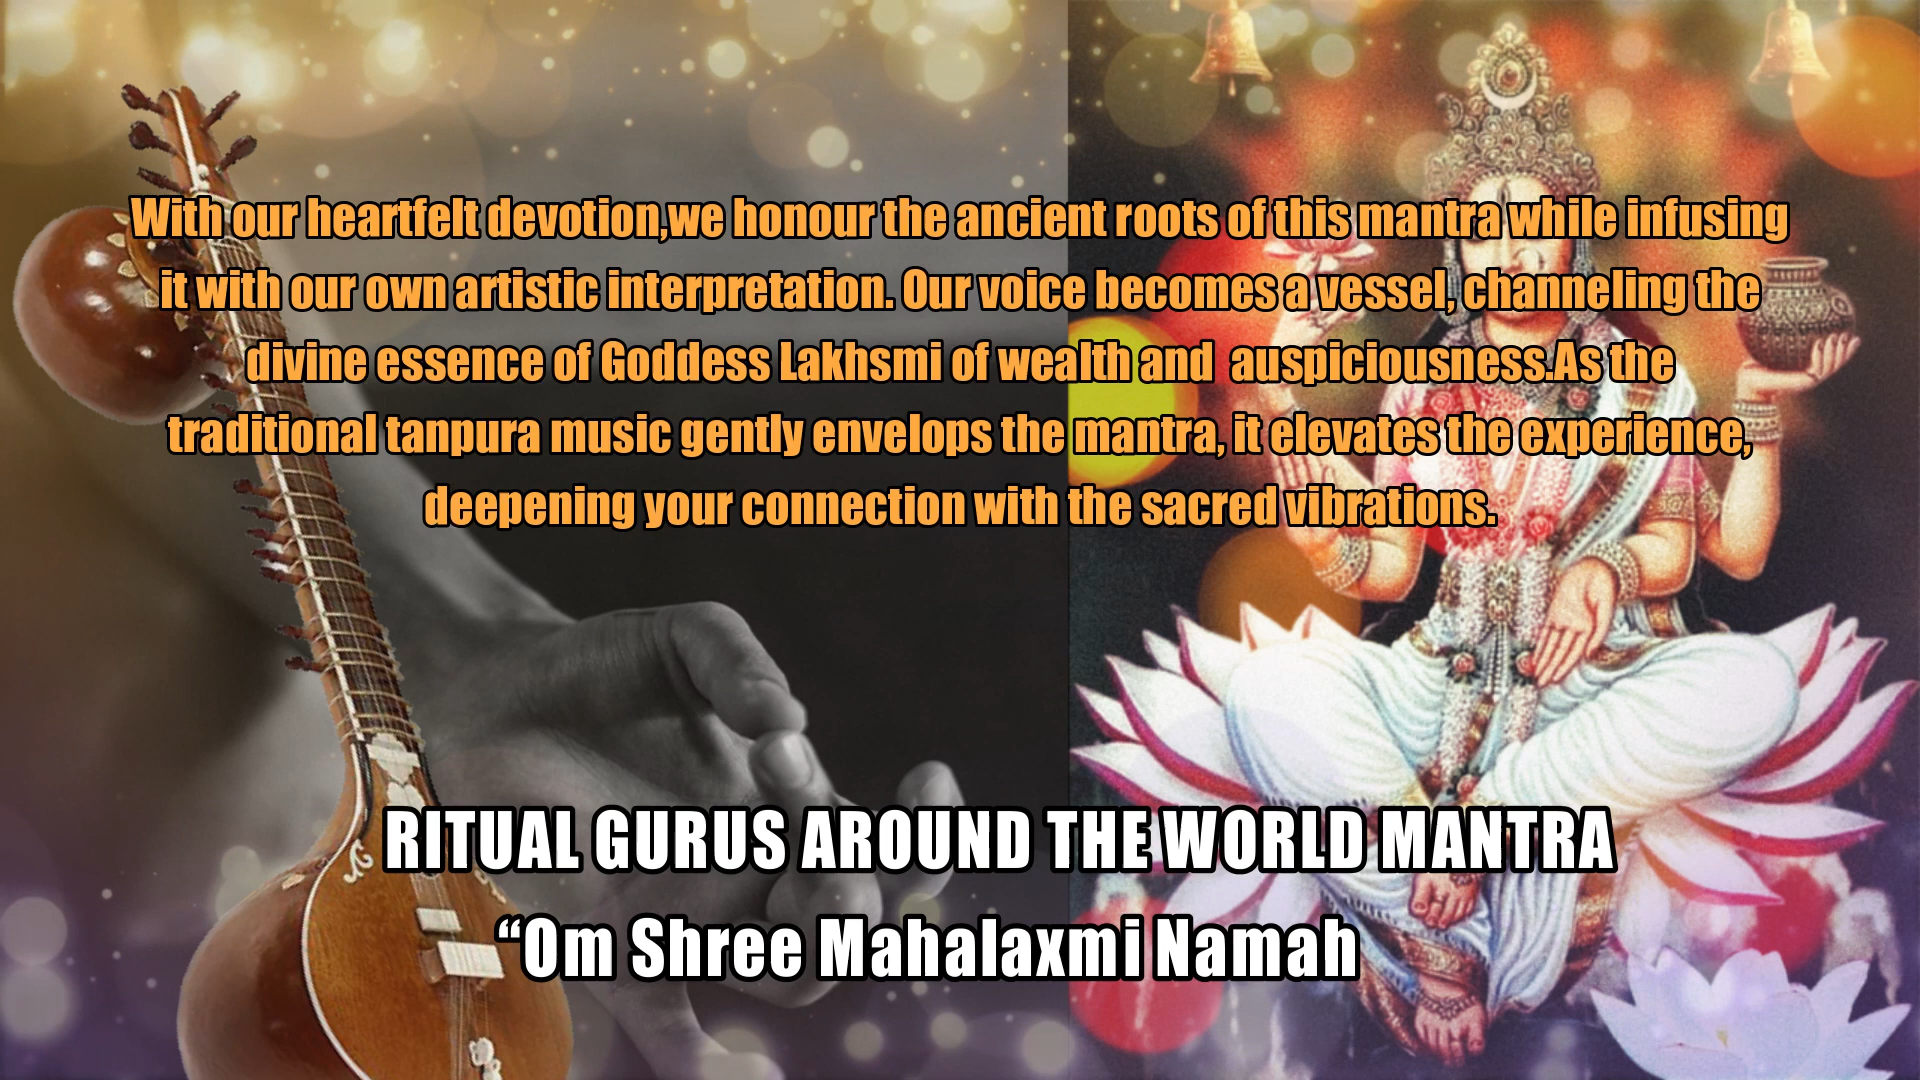 With our heartfelt devotion,we honour the ancient roots of this mantra while infusing
it with our own artistic interpretation. Our voice becomes a vessel, channeling the
divine essence of Goddess Lakhsmi of wealth and  auspiciousness.As the
traditional tanpura music gently envelops the mantra, it elevates the experience,
deepening your connection with the sacred vibrations.
RITUAL GURUS AROUND THE WORLD MANTRA
“Om Shree Mahalaxmi Namah